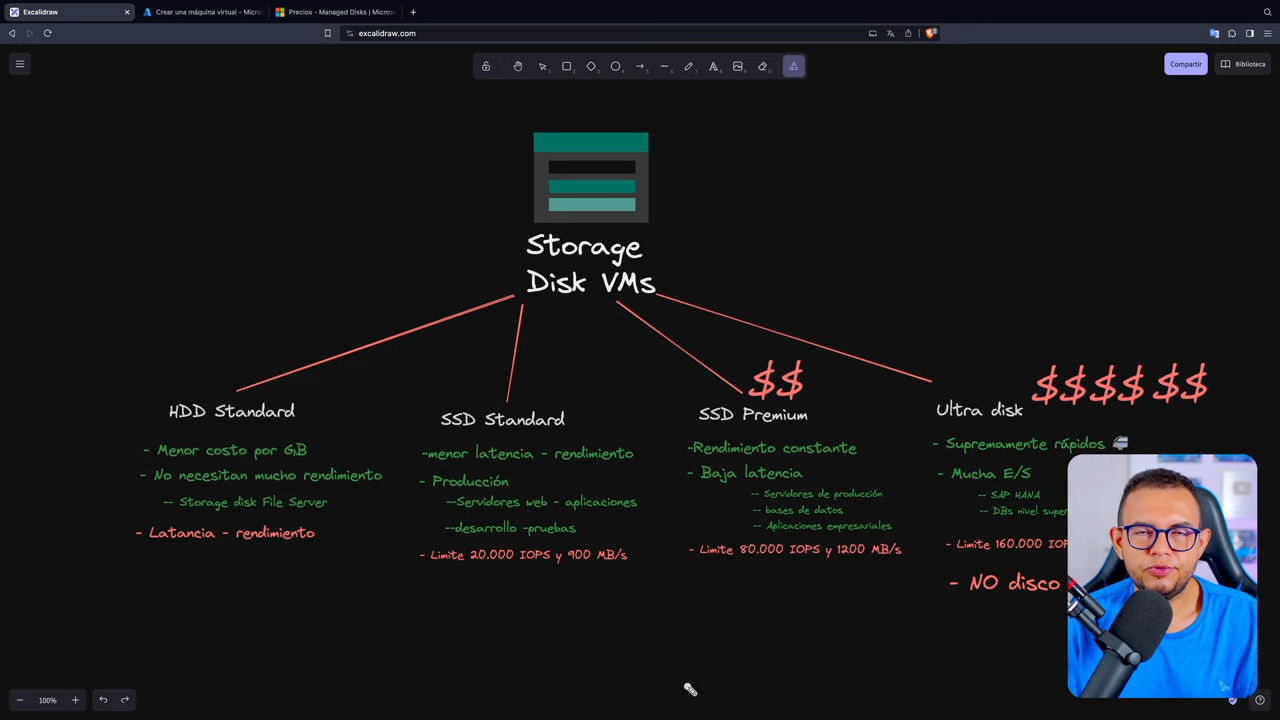 Excalidraw
Crear una máquina virtual - Micro
Precios - Managed Disks | Micros
excalidraw.com
Compartir
Biblioteca
Storage
Disk VMs
$$
$$$$ $$
HDD Standard
- Menor costo por GB
- No necesitan mucho rendimiento
-- Storage disk File Server
- Latancia - rendimiento
SSD Standard
-menor latencia - rendimiento
- Producción
--Servidores web - aplicaciones
--desarrollo -pruebas
- Limite 20.000 IOPS y 900 MB/s
SSD Premium
-Rendimiento constante
- Baja latencia
-- Servidores de producción
-- bases de datos
-- Aplicaciones empresariales
- Limite 80.000 IOPS y 1200 MB/s
Ultra disk
- Supremamente rápidos
- Mucha E/S
-- SAP HANA
-- DBs nivel super
- Limite 160.000
- NO disco
100%